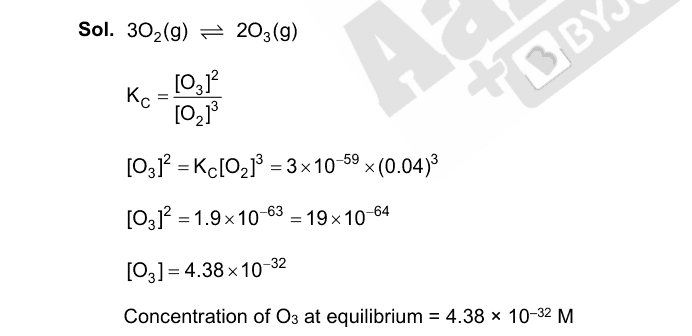 Sol. 3O₂(g) ⇌ 2O₃(g)
K_C = [O₃]² / [O₂]³
[O₃]² = K_C[O₂]³ = 3 × 10⁻⁵⁹ × (0.04)³
[O₃]² = 1.9 × 10⁻⁶³ = 19 × 10⁻⁶⁴
[O₃] = 4.38 × 10⁻³²
Concentration of O₃ at equilibrium = 4.38 × 10⁻³² M